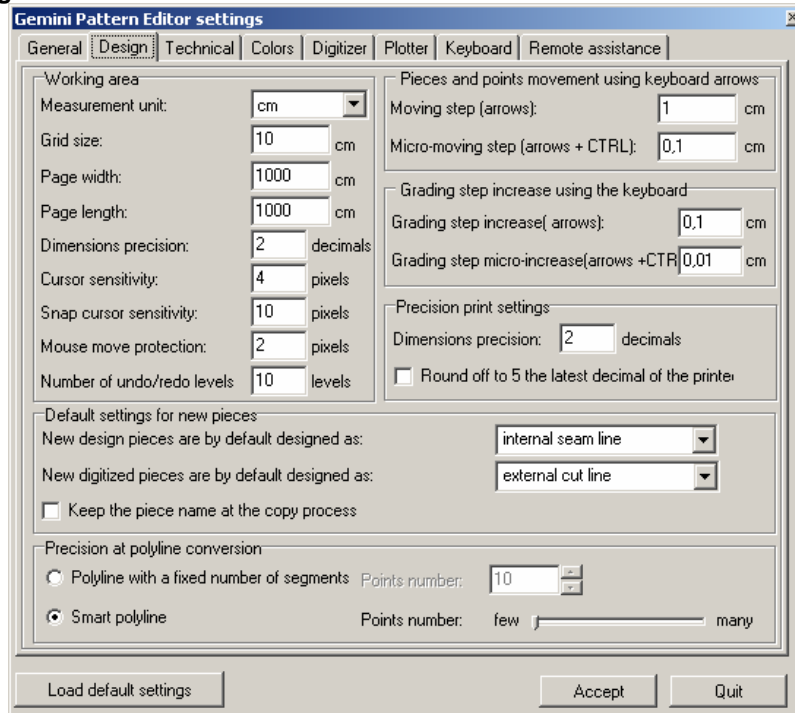 Gemini Pattern Editor settings
General Design Technical Colors Digitizer Plotter Keyboard Remote assistance
Working area
Measurement unit: cm
Grid size: 10 cm
Page width: 1000 cm
Page length: 1000 cm
Dimensions precision: 2 decimals
Cursor sensitivity: 4 pixels
Snap cursor sensitivity: 10 pixels
Mouse move protection: 2 pixels
Number of undo/redo levels 10 levels
Pieces and points movement using keyboard arrows
Moving step (arrows): 1 cm
Micro-moving step (arrows + CTRL): 0,1 cm
Grading step increase using the keyboard
Grading step increase( arrows): 0,1 cm
Grading step micro-increase(arrows +CTR 0,01 cm
Precision print settings
Dimensions precision: 2 decimals
Round off to 5 the latest decimal of the printe
Default settings for new pieces
New design pieces are by default designed as: internal seam line
New digitized pieces are by default designed as: external cut line
Keep the piece name at the copy process
Precision at polyline conversion
Polyline with a fixed number of segments Points number: 10
Smart polyline Points number: few many
Load default settings Accept Quit